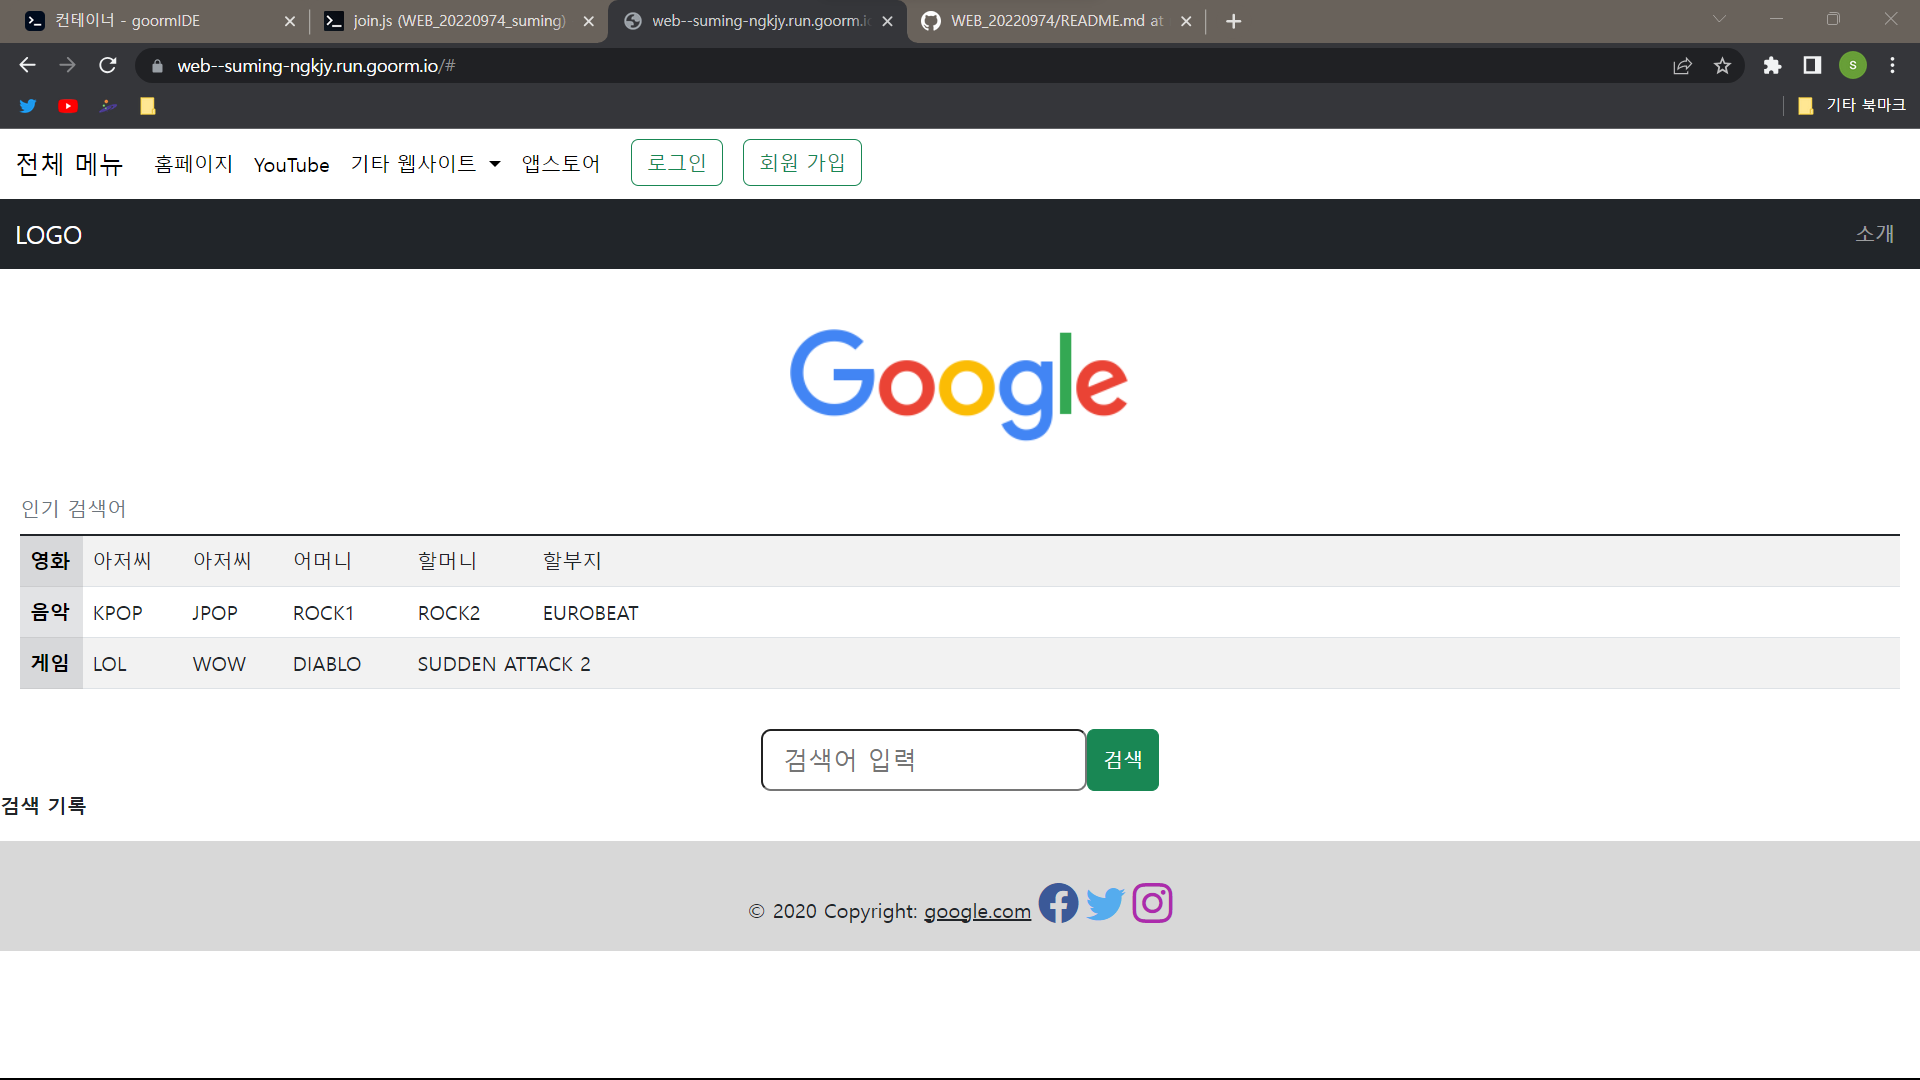 컨테이너 - goormIDE
join.js (WEB_20220974_suming)
web--suming-ngkjy.run.goorm.io
WEB_20220974/README.md at
web--suming-ngkjy.run.goorm.io/#
S
기타 북마크
전체 메뉴 홈페이지 YouTube 기타 웹사이트 앱스토어 로그인 회원 가입
LOGO 소개
Google
인기 검색어
영화 아저씨 아저씨 어머니 할머니 할부지
음악 KPOP JPOP ROCK1 ROCK2 EUROBEAT
게임 LOL WOW DIABLO SUDDEN ATTACK 2
검색어 입력 검색
검색 기록
© 2020 Copyright: google.com